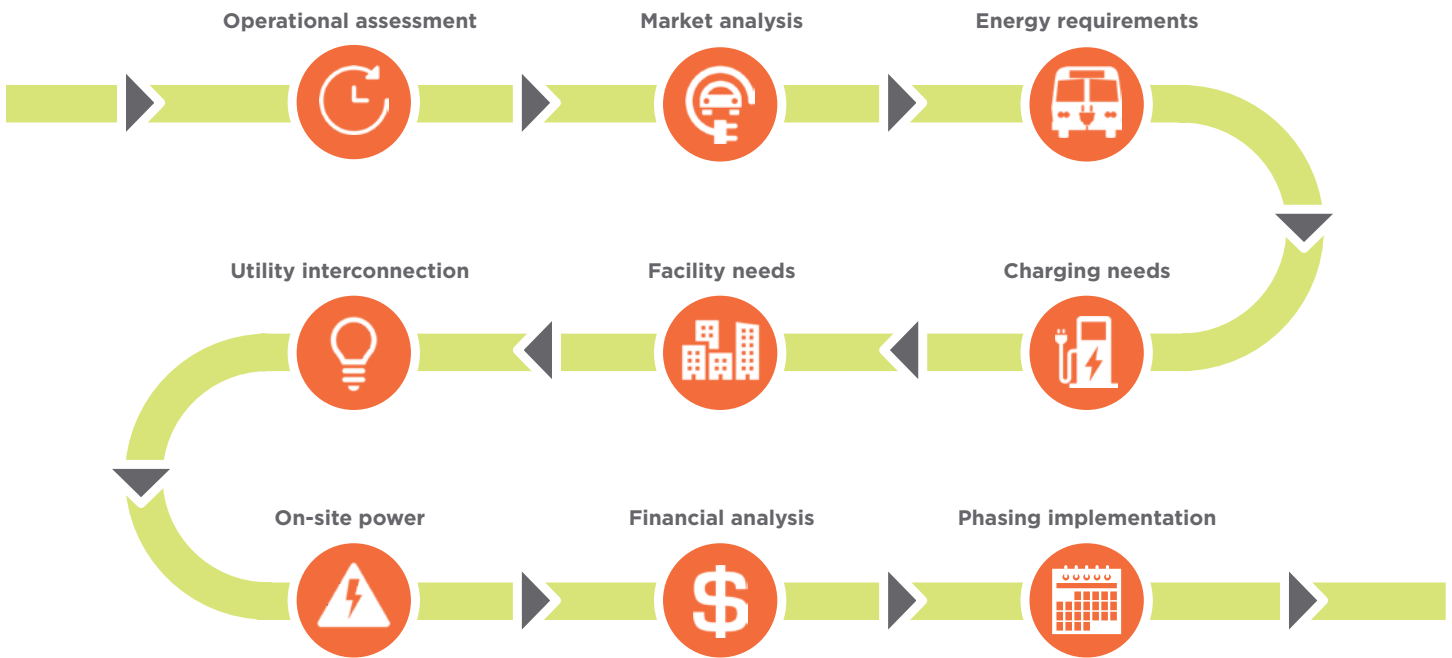 Operational assessment
Market analysis
Energy requirements
Utility interconnection
Facility needs
Charging needs
On-site power
Financial analysis
Phasing implementation